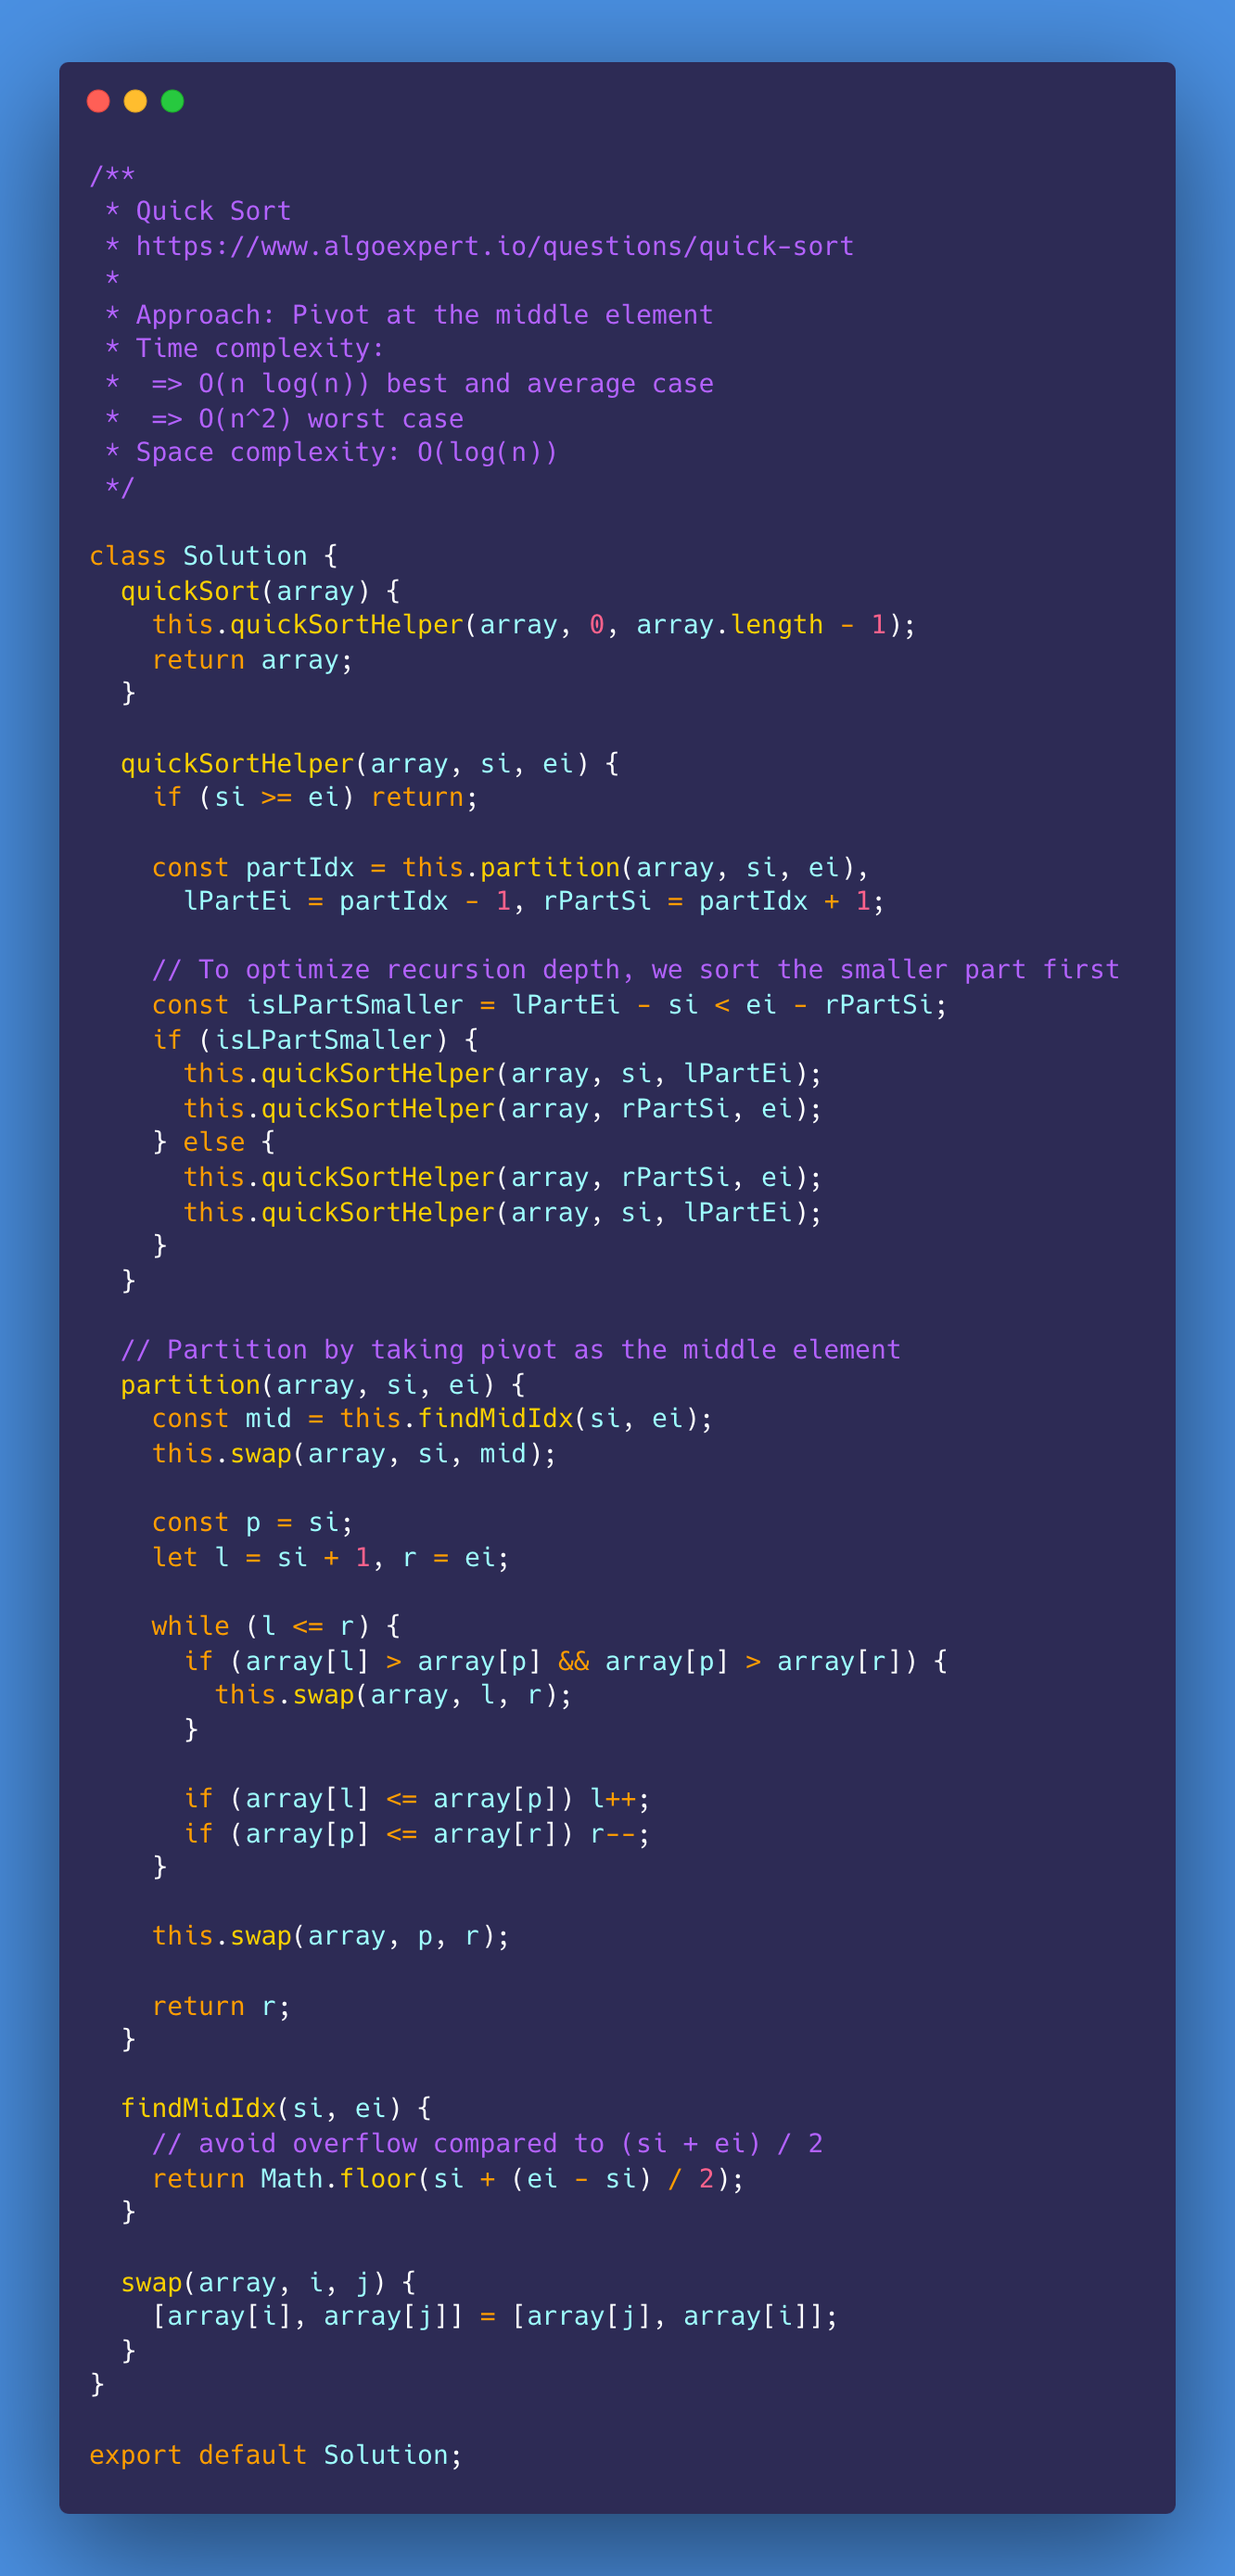 /**
 * Quick Sort
 * https://www.algoexpert.io/questions/quick-sort
 *
 * Approach: Pivot at the middle element
 * Time complexity:
 *  => O(n log(n)) best and average case
 *  => O(n^2) worst case
 * Space complexity: O(log(n))
 */

class Solution {
  quickSort(array) {
    this.quickSortHelper(array, 0, array.length - 1);
    return array;
  }

  quickSortHelper(array, si, ei) {
    if (si >= ei) return;

    const partIdx = this.partition(array, si, ei),
      lPartEi = partIdx - 1, rPartSi = partIdx + 1;

    // To optimize recursion depth, we sort the smaller part first
    const isLPartSmaller = lPartEi - si < ei - rPartSi;
    if (isLPartSmaller) {
      this.quickSortHelper(array, si, lPartEi);
      this.quickSortHelper(array, rPartSi, ei);
    } else {
      this.quickSortHelper(array, rPartSi, ei);
      this.quickSortHelper(array, si, lPartEi);
    }
  }

  // Partition by taking pivot as the middle element
  partition(array, si, ei) {
    const mid = this.findMidIdx(si, ei);
    this.swap(array, si, mid);

    const p = si;
    let l = si + 1, r = ei;

    while (l <= r) {
      if (array[l] > array[p] && array[p] > array[r]) {
        this.swap(array, l, r);
      }

      if (array[l] <= array[p]) l++;
      if (array[p] <= array[r]) r--;
    }

    this.swap(array, p, r);

    return r;
  }

  findMidIdx(si, ei) {
    // avoid overflow compared to (si + ei) / 2
    return Math.floor(si + (ei - si) / 2);
  }

  swap(array, i, j) {
    [array[i], array[j]] = [array[j], array[i]];
  }
}

export default Solution;